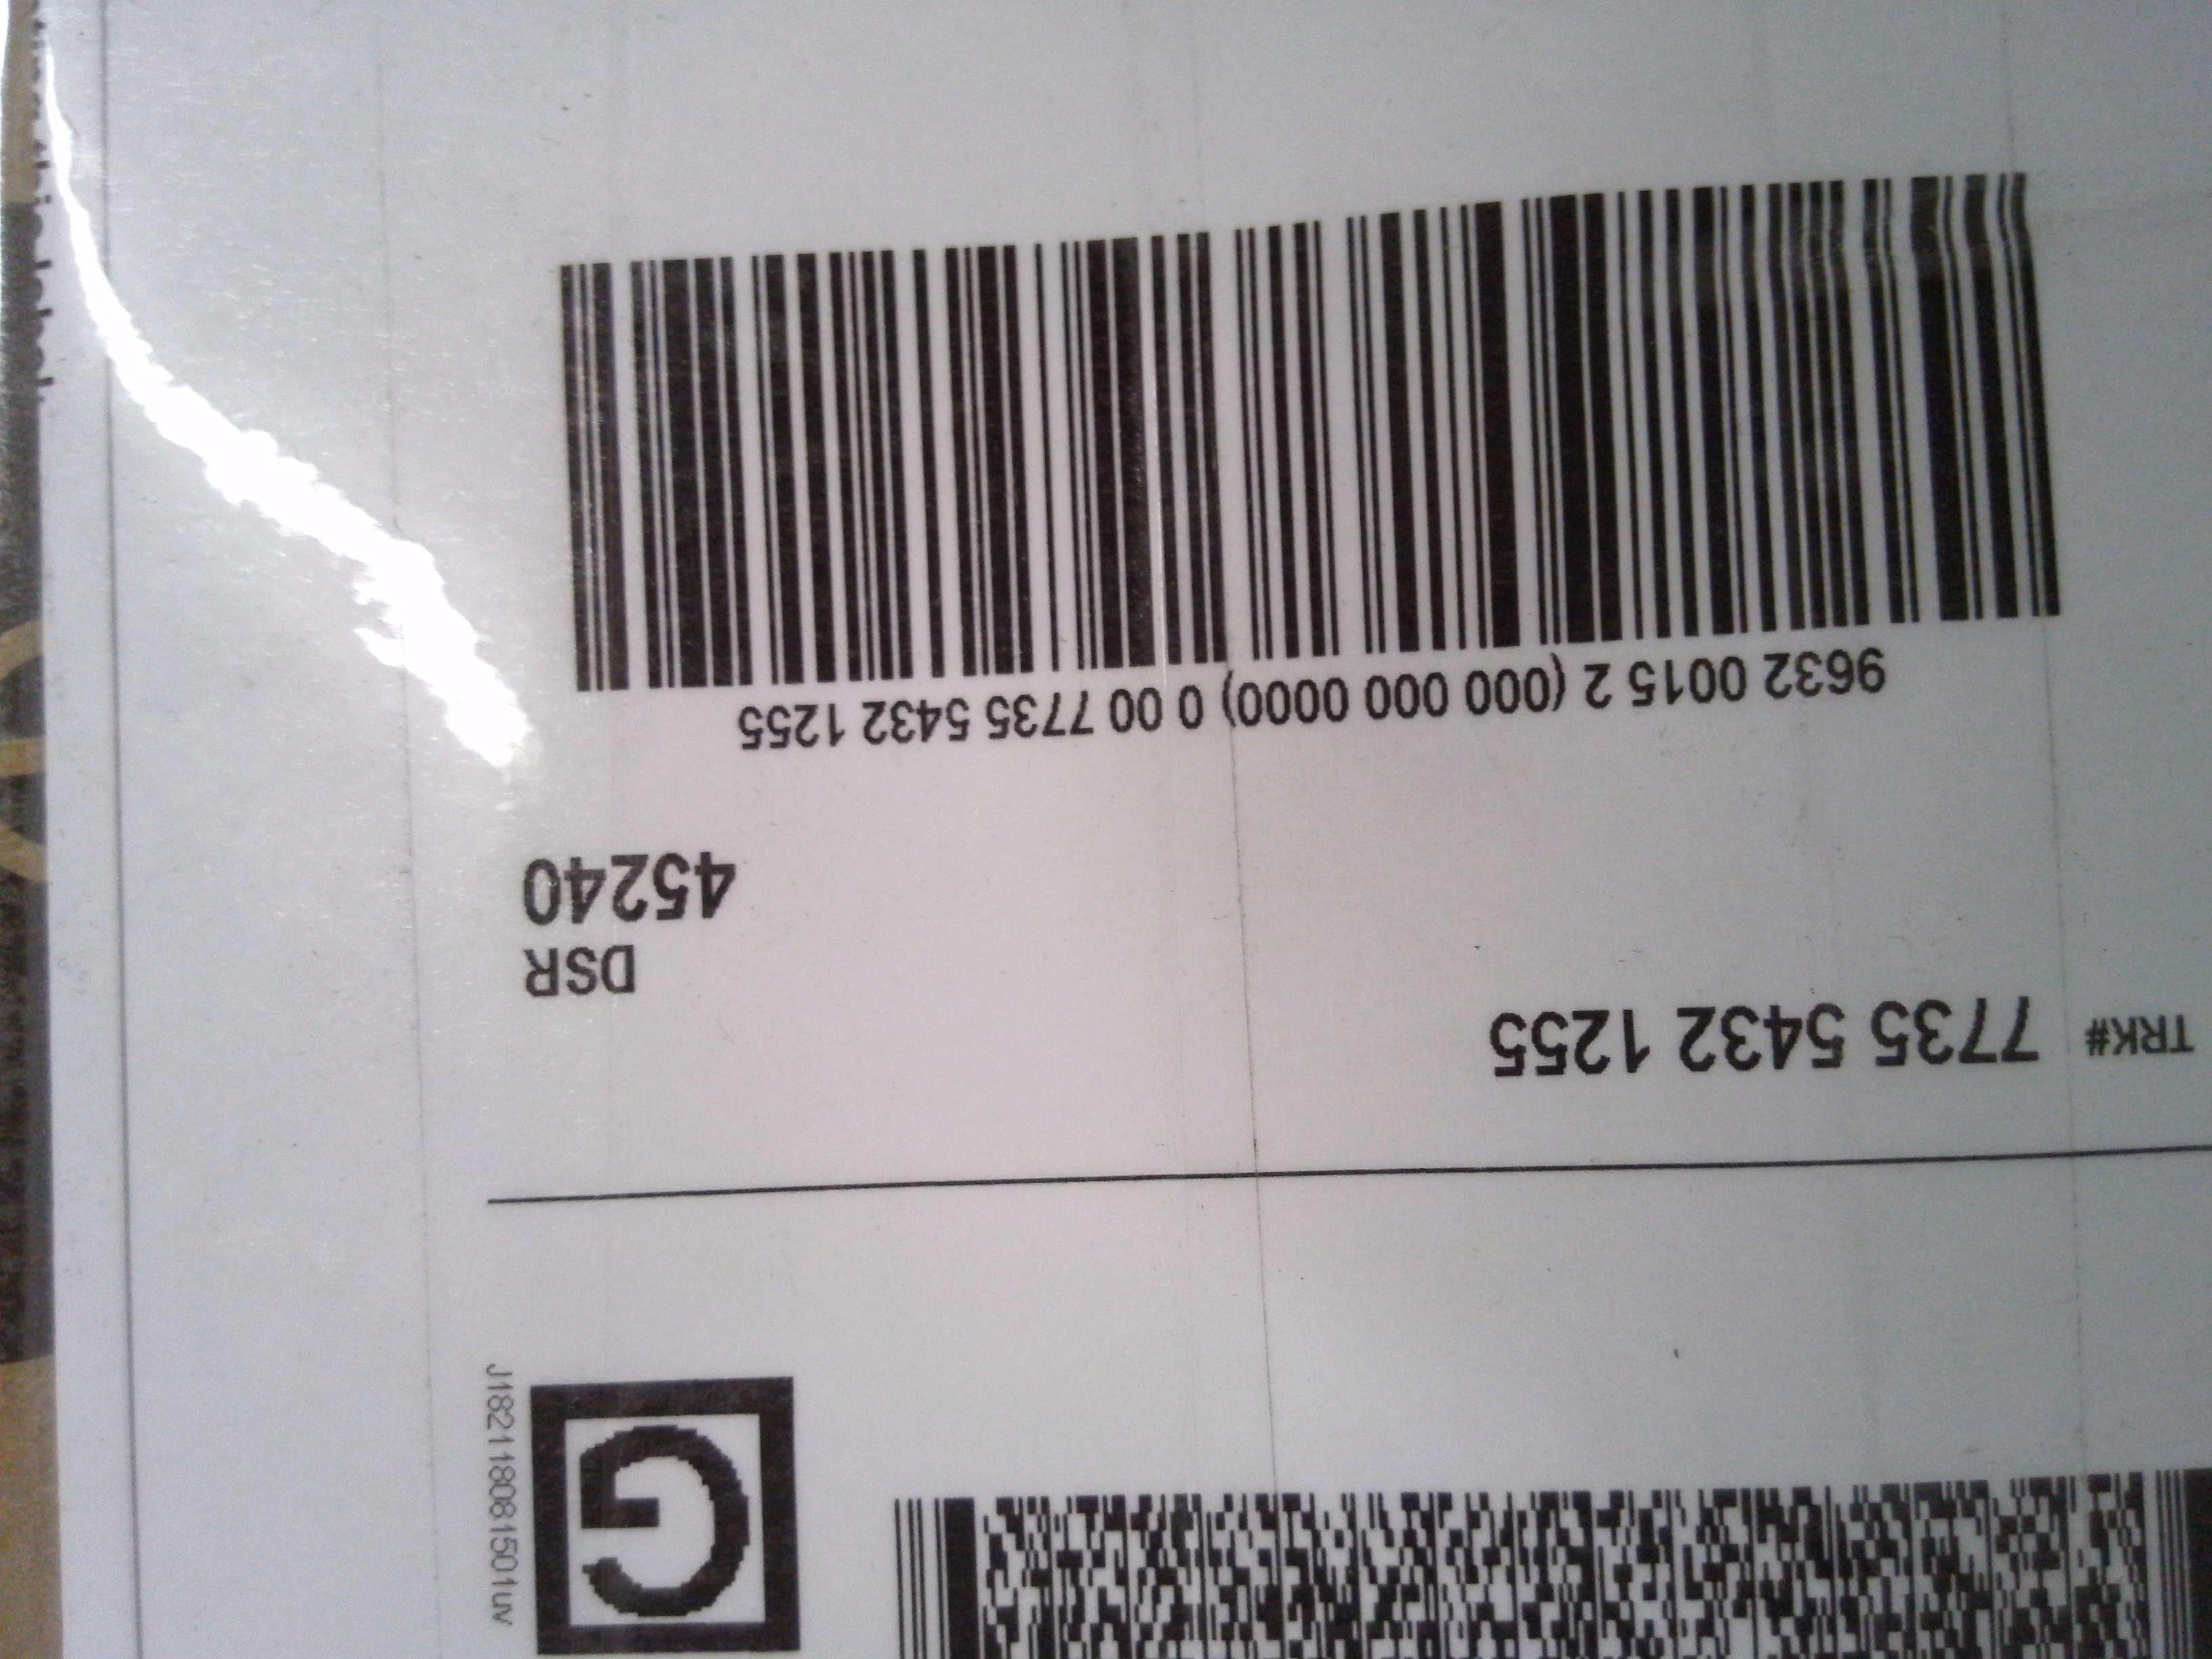 G
J182118081501uv
TRK# 7735 5432 1255
DSR
45240
9632 0015 2 (000 000 0000) 0 00 7735 5432 1255